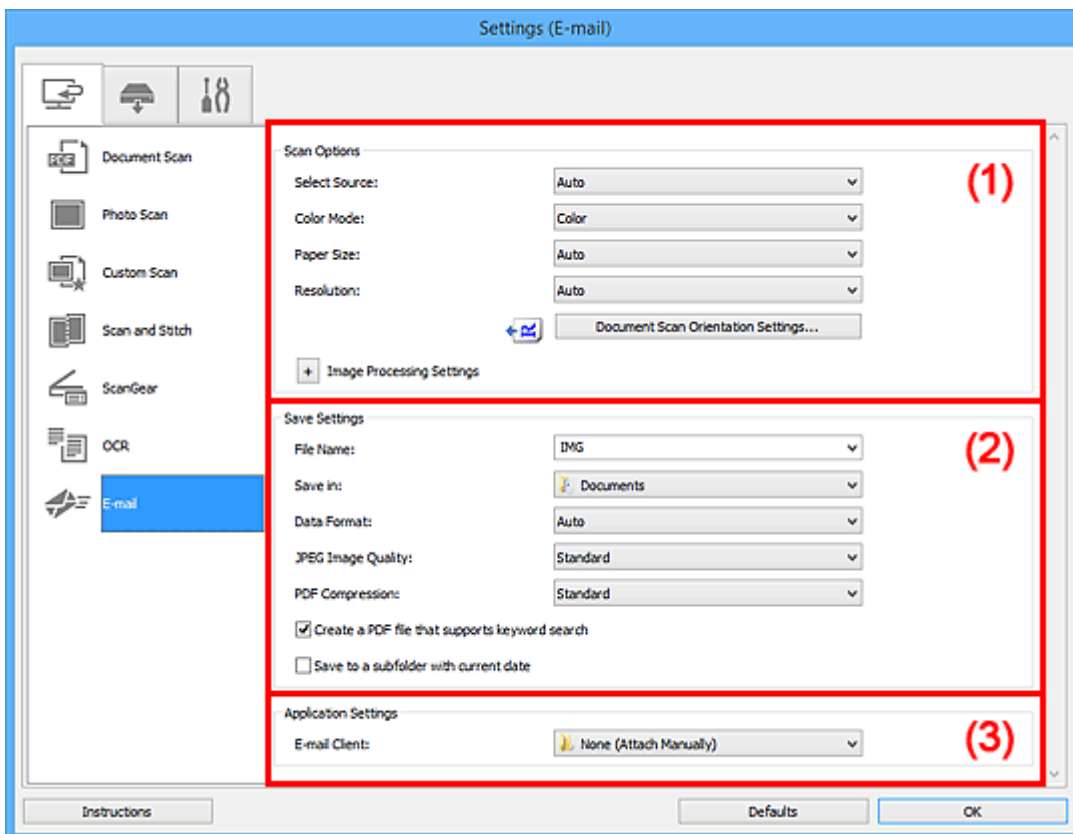 Settings (E-mail)
Document Scan
Photo Scan
Custom Scan
Scan and Stitch
ScanGear
OCR
E-mail
Scan Options
(1)
Select Source: Auto
Color Mode: Color
Paper Size: Auto
Resolution: Auto
Document Scan Orientation Settings...
+ Image Processing Settings
Save Settings
(2)
File Name: IMG
Save in: Documents
Data Format: Auto
JPEG Image Quality: Standard
PDF Compression: Standard
Create a PDF file that supports keyword search
Save to a subfolder with current date
Application Settings
(3)
E-mail Client: None (Attach Manually)
Instructions
Defaults
OK